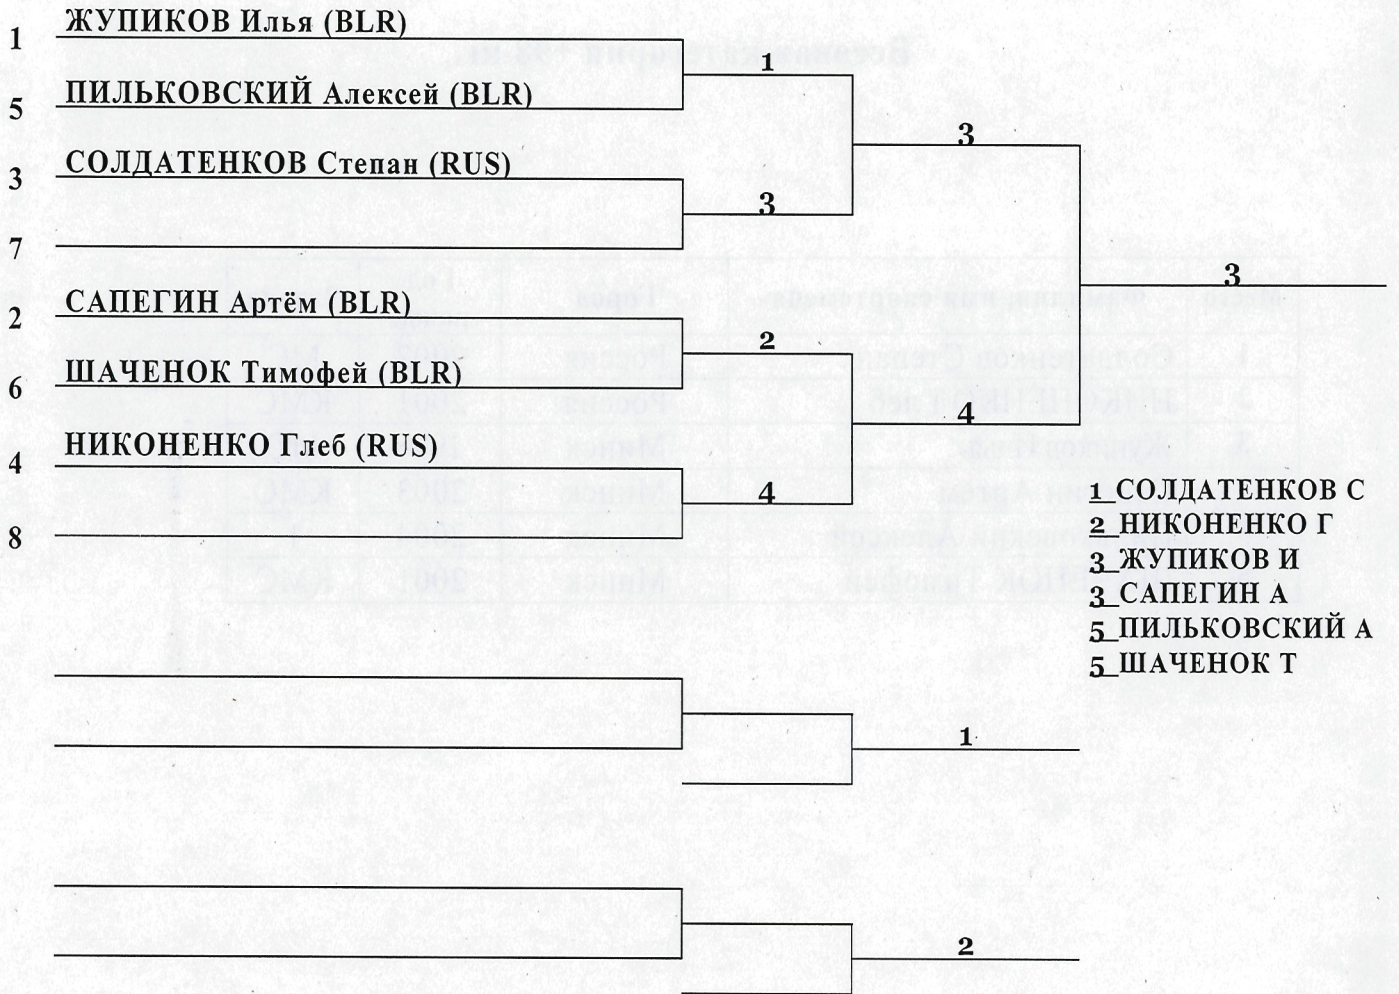 1 ЖУПИКОВ Илья (BLR)
1
5 ПИЛЬКОВСКИЙ Алексей (BLR)
3
3 СОЛДАТЕНКОВ Степан (RUS)
3
7
3
2 САПЕГИН Артём (BLR)
2
6 ШАЧЕНОК Тимофей (BLR)
4
4 НИКОНЕНКО Глеб (RUS)
4
8
1 СОЛДАТЕНКОВ С
2 НИКОНЕНКО Г
3 ЖУПИКОВ И
3 САПЕГИН А
5 ПИЛЬКОВСКИЙ А
5 ШАЧЕНОК Т
1
2